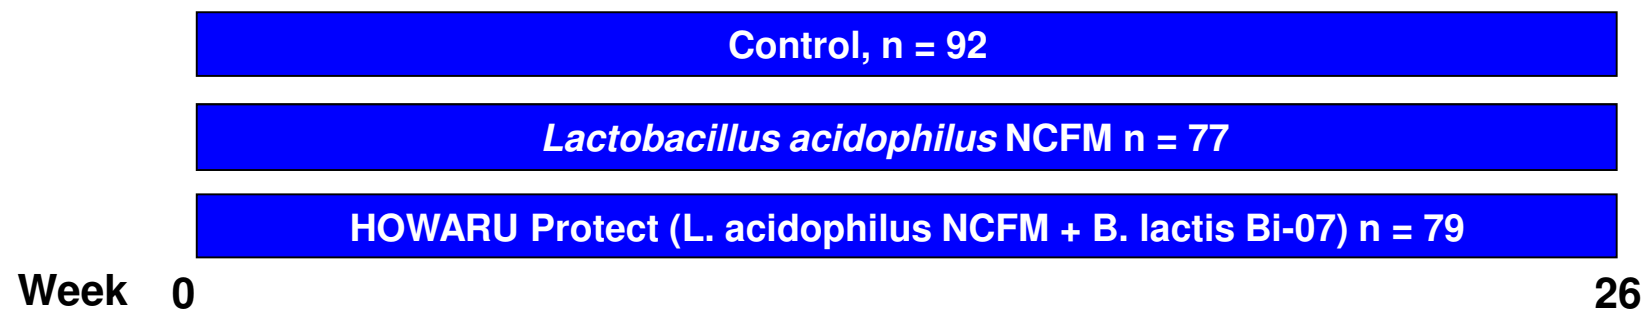 Control, n = 92
Lactobacillus acidophilus NCFM n = 77
HOWARU Protect (L. acidophilus NCFM + B. lactis Bi-07) n = 79
Week 0 26